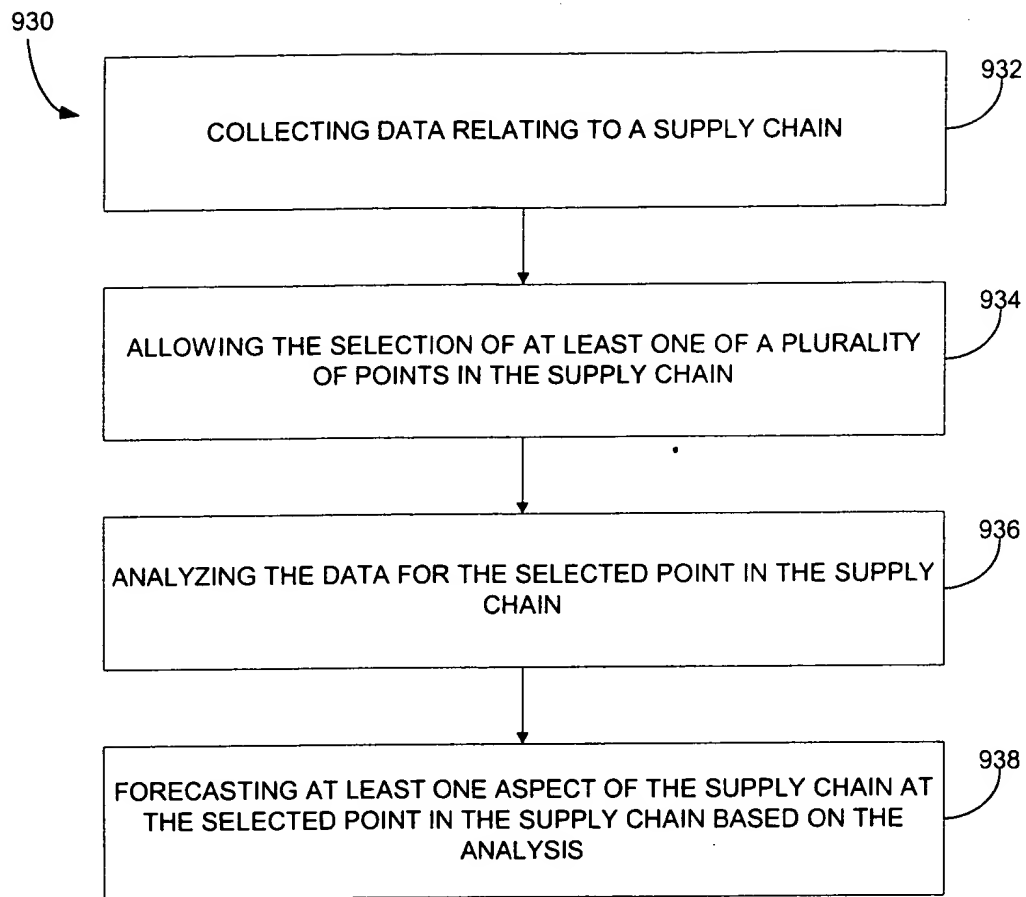 930
932
COLLECTING DATA RELATING TO A SUPPLY CHAIN
934
ALLOWING THE SELECTION OF AT LEAST ONE OF A PLURALITY
OF POINTS IN THE SUPPLY CHAIN
936
ANALYZING THE DATA FOR THE SELECTED POINT IN THE SUPPLY
CHAIN
938
FORECASTING AT LEAST ONE ASPECT OF THE SUPPLY CHAIN AT
THE SELECTED POINT IN THE SUPPLY CHAIN BASED ON THE
ANALYSIS